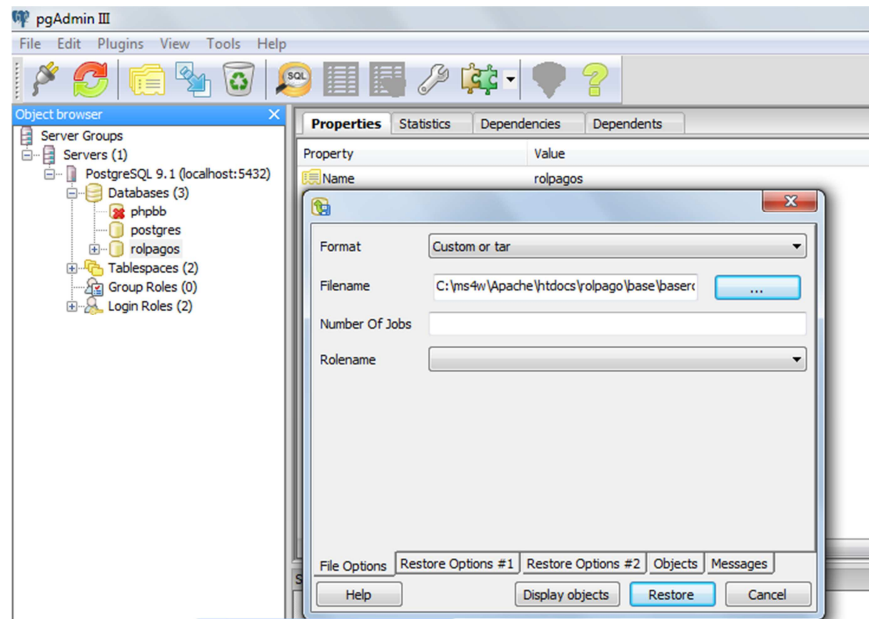 pgAdmin III
File Edit Plugins View Tools Help
SQL
Object browser
Server Groups
Servers (1)
PostgreSQL 9.1 (localhost:5432)
Databases (3)
phpbb
postgres
rolpagos
Tablespaces (2)
Group Roles (0)
Login Roles (2)
Properties Statistics Dependencies Dependents
Property Value
Name rolpagos
Format Custom or tar
Filename C:\ms4w\Apache\htdocs\rolpago\base\baserc ...
Number Of Jobs
Rolename
File Options Restore Options #1 Restore Options #2 Objects Messages
Help Display objects Restore Cancel